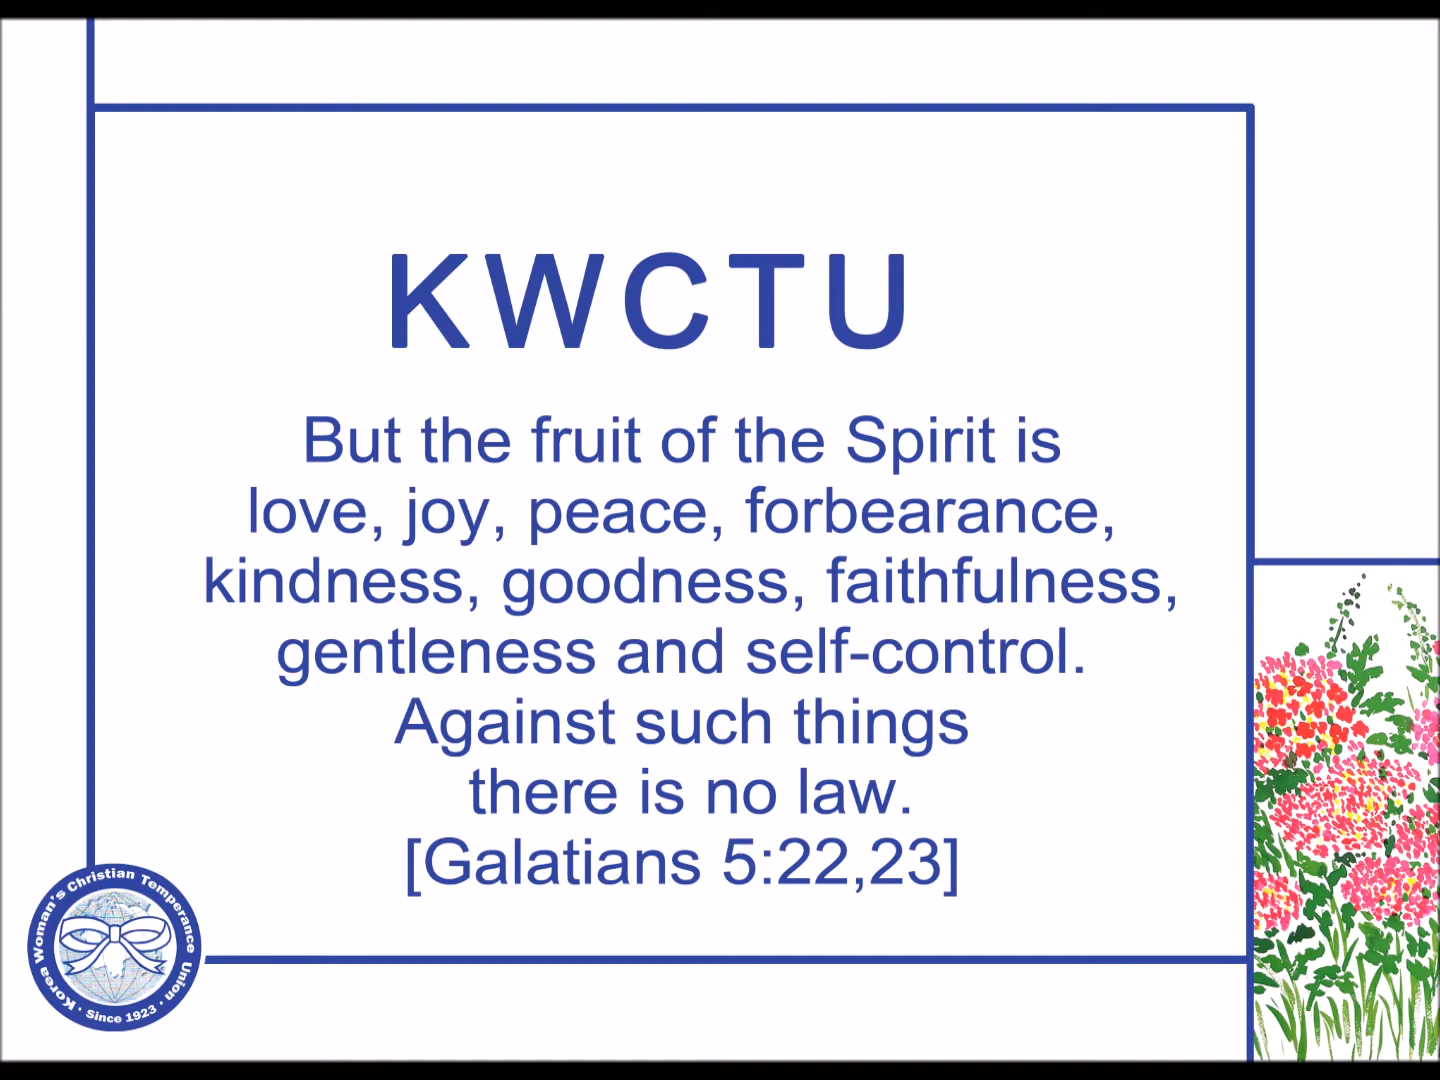 KWCTU
But the fruit of the Spirit is
love, joy, peace, forbearance,
kindness, goodness, faithfulness,
gentleness and self-control.
Against such things
there is no law.
[Galatians 5:22,23]
Korea Woman's Christian Temperance Union
· Since 1923 ·